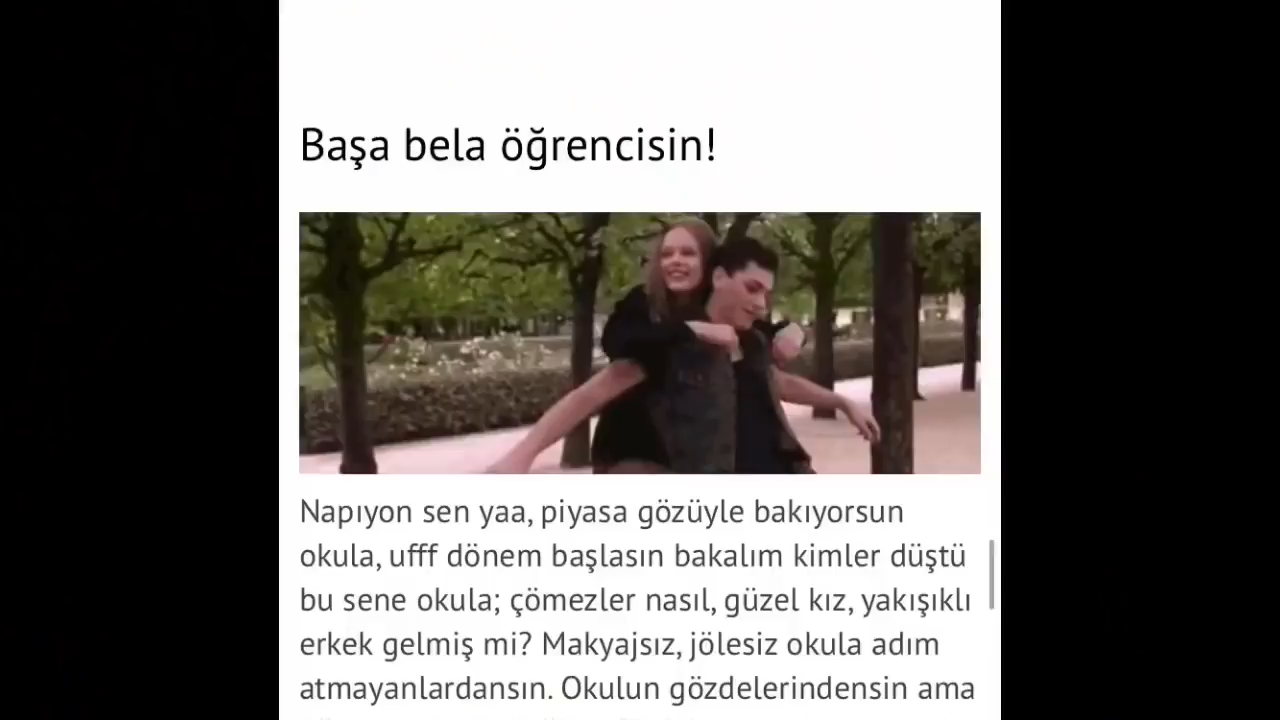 Başa bela öğrencisin!
Napıyon sen yaa, piyasa gözüyle bakıyorsun
okula, ufff dönem başlasın bakalım kimler düştü
bu sene okula; çömezler nasıl, güzel kız, yakışıklı
erkek gelmiş mi? Makyajsız, jölesiz okula adım
atmayanlardansın. Okulun gözdelerindensin ama